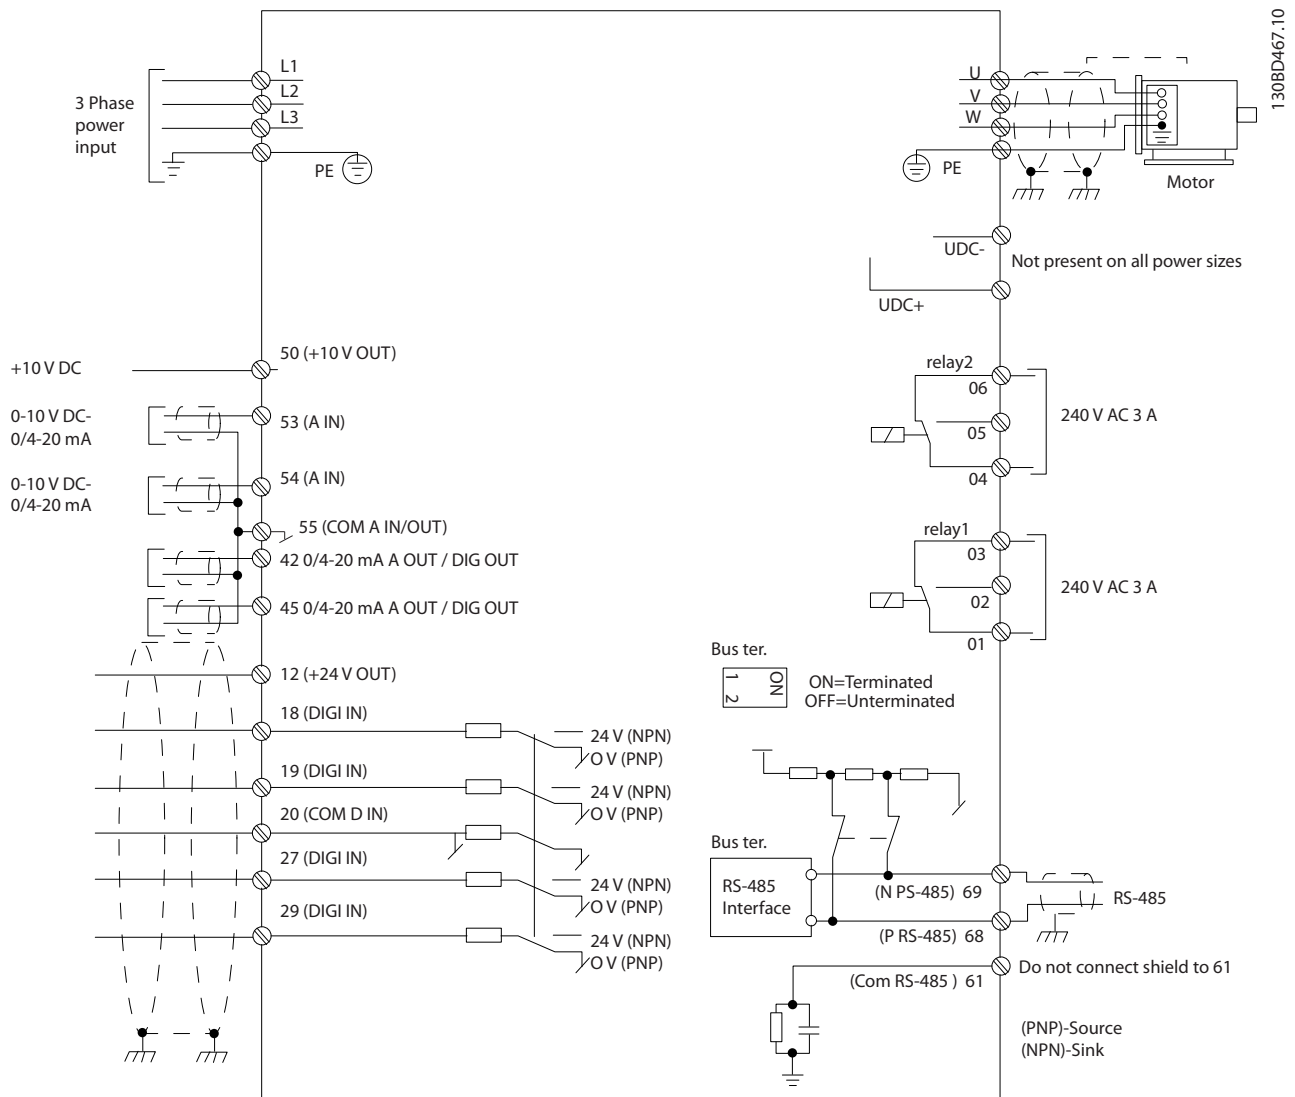 130BD467.10
3 Phase
power
input
L1
L2
L3
PE
U
V
W
PE
Motor
UDC-
Not present on all power sizes
UDC+
+10 V DC
50 (+10 V OUT)
0-10 V DC-
0/4-20 mA
53 (A IN)
0-10 V DC-
0/4-20 mA
54 (A IN)
55 (COM A IN/OUT)
42 0/4-20 mA A OUT / DIG OUT
45 0/4-20 mA A OUT / DIG OUT
12 (+24 V OUT)
18 (DIGI IN)
24 V (NPN)
O V (PNP)
19 (DIGI IN)
24 V (NPN)
O V (PNP)
20 (COM D IN)
27 (DIGI IN)
24 V (NPN)
O V (PNP)
29 (DIGI IN)
24 V (NPN)
O V (PNP)
relay2
06
05
04
240 V AC 3 A
relay1
03
02
01
240 V AC 3 A
Bus ter.
1
2
ON
ON=Terminated
OFF=Unterminated
Bus ter.
RS-485
Interface
(N PS-485) 69
RS-485
(P RS-485) 68
(Com RS-485 ) 61
Do not connect shield to 61
(PNP)-Source
(NPN)-Sink